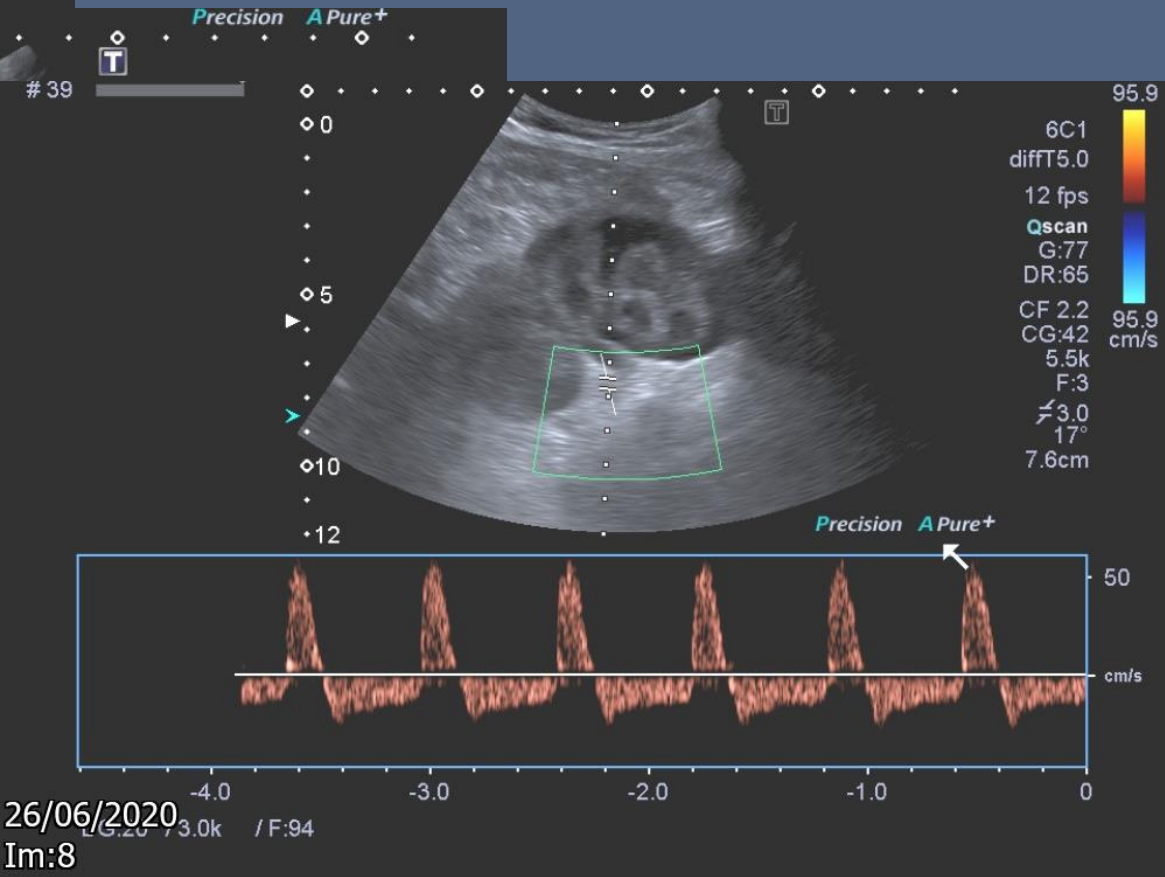 Precision APure+
T
# 39
T
0
5
10
12
95.9
6C1
diffT5.0
12 fps
Qscan
G:77
DR:65
CF 2.2
95.9
CG:42
cm/s
5.5k
F:3
3.0
17°
7.6cm
Precision APure+
50
cm/s
-4.0 -3.0 -2.0 -1.0 0
26/06/2020
/ 3.0k / F:94
Im:8